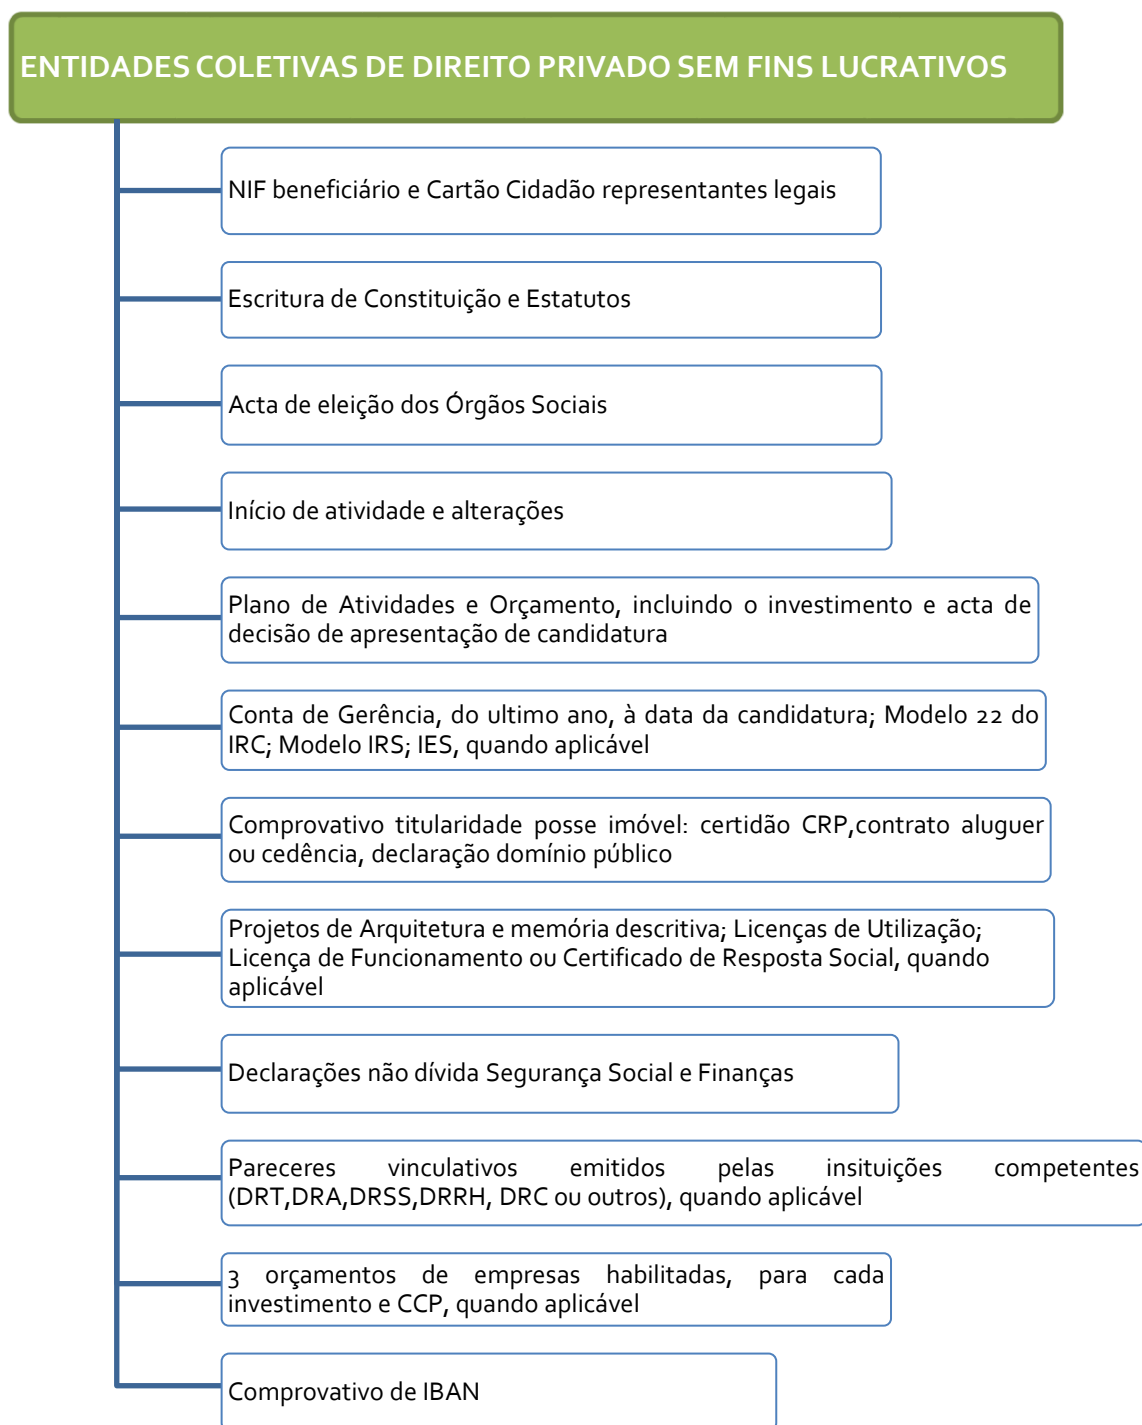 ENTIDADES COLETIVAS DE DIREITO PRIVADO SEM FINS LUCRATIVOS
NIF beneficiário e Cartão Cidadão representantes legais
Escritura de Constituição e Estatutos
Acta de eleição dos Órgãos Sociais
Início de atividade e alterações
Plano de Atividades e Orçamento, incluindo o investimento e acta de
decisão de apresentação de candidatura
Conta de Gerência, do ultimo ano, à data da candidatura; Modelo 22 do
IRC; Modelo IRS; IES, quando aplicável
Comprovativo titularidade posse imóvel: certidão CRP,contrato aluguer
ou cedência, declaração domínio público
Projetos de Arquitetura e memória descritiva; Licenças de Utilização;
Licença de Funcionamento ou Certificado de Resposta Social, quando
aplicável
Declarações não dívida Segurança Social e Finanças
Pareceres vinculativos emitidos pelas insituições competentes
(DRT,DRA,DRSS,DRRH, DRC ou outros), quando aplicável
3 orçamentos de empresas habilitadas, para cada
investimento e CCP, quando aplicável
Comprovativo de IBAN